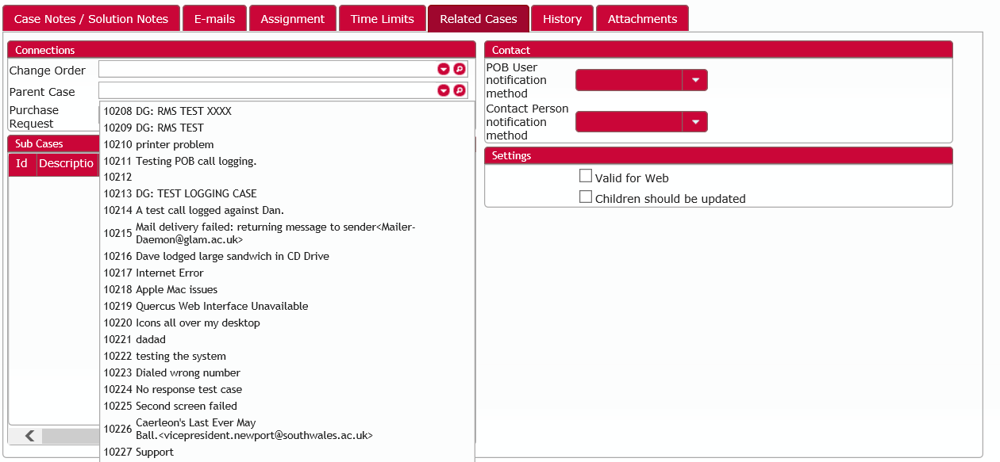 Case Notes / Solution Notes
E-mails
Assignment
Time Limits
Related Cases
History
Attachments
Connections
Change Order
Parent Case
Purchase
Request
10208 DG: RMS TEST XXXX
10209 DG: RMS TEST
10210 printer problem
10211 Testing POB call logging.
10212
10213 DG: TEST LOGGING CASE
10214 A test call logged against Dan.
10215 Mail delivery failed: returning message to sender<Mailer-
Daemon@glam.ac.uk>
10216 Dave lodged large sandwich in CD Drive
10217 Internet Error
10218 Apple Mac issues
10219 Quercus Web Interface Unavailable
10220 Icons all over my desktop
10221 dadad
10222 testing the system
10223 Dialed wrong number
10224 No response test case
10225 Second screen failed
10226 Caerleon's Last Ever May
Ball.<vicepresident.newport@southwales.ac.uk>
10227 Support
Sub Cases
Id Descriptio
Contact
POB User
notification
method
Contact Person
notification
method
Settings
Valid for Web
Children should be updated